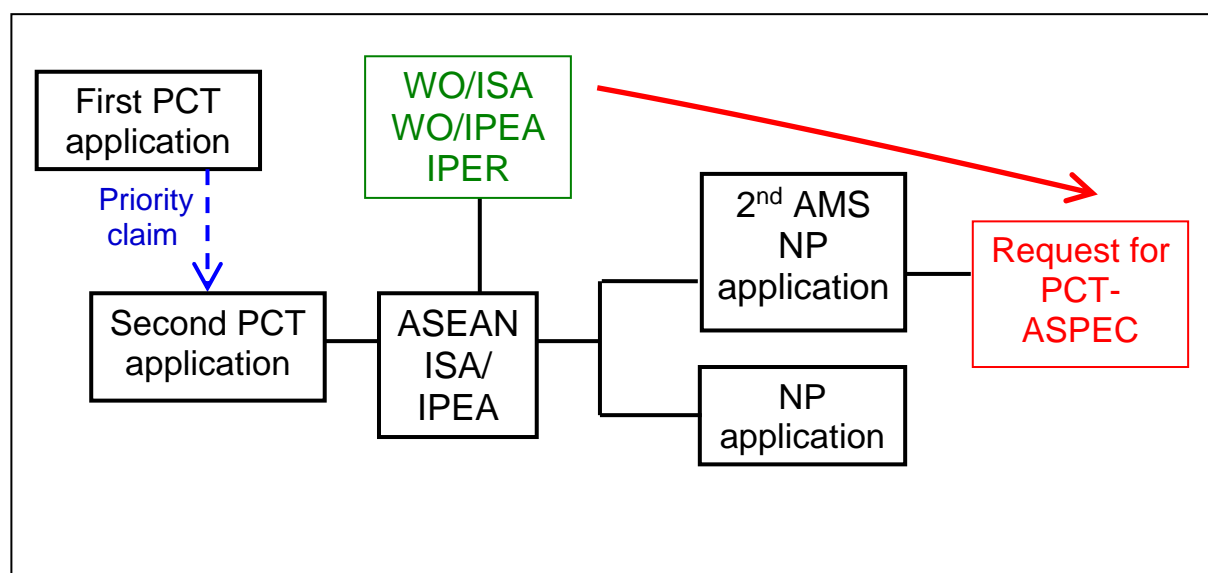 First PCT
application
Priority
claim
Second PCT
application
WO/ISA
WO/IPEA
IPER
ASEAN
ISA/
IPEA
2nd AMS
NP
application
NP
application
Request for
PCT-
ASPEC